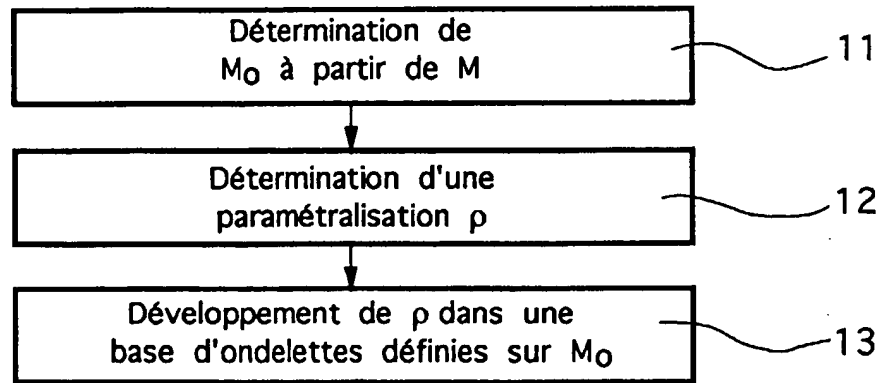 Détermination de
Mo à partir de M
11
Détermination d'une
paramétralisation ρ
12
Développement de ρ dans une
base d'ondelettes définies sur Mo
13